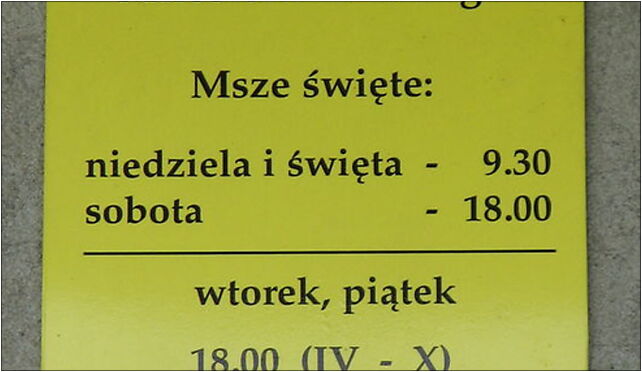 Msze święte:
niedziela i święta - 9.30
sobota - 18.00
wtorek, piątek
18.00 (IV - X)